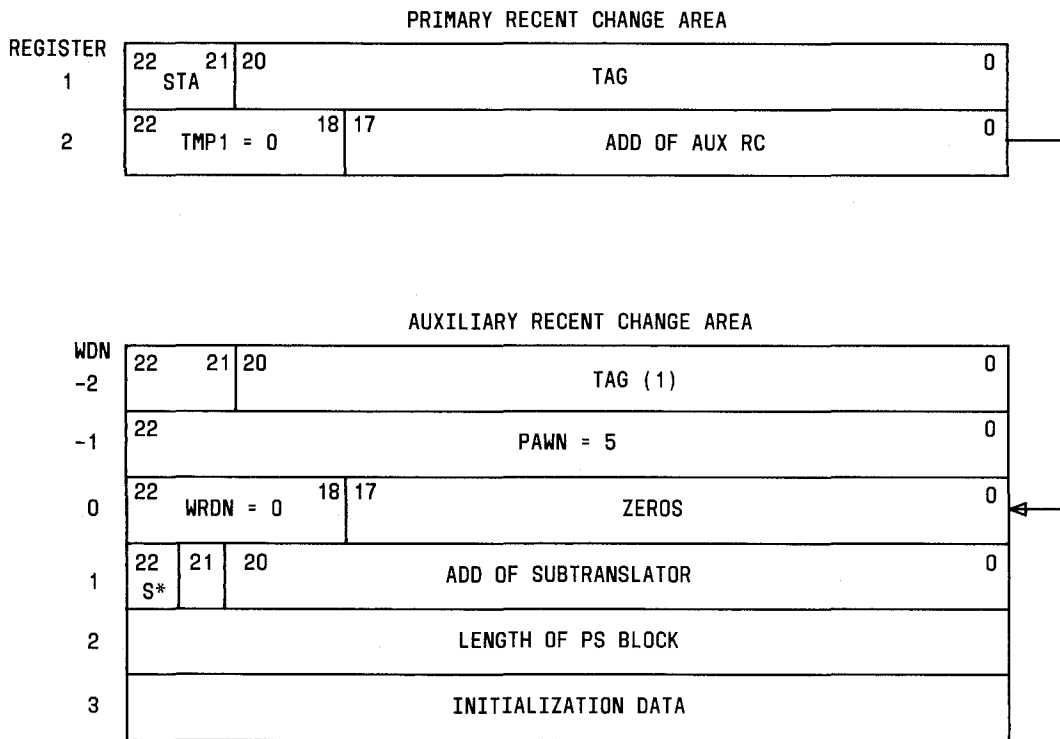 PRIMARY RECENT CHANGE AREA
REGISTER
1 22 STA 21 20 TAG 0
2 22 TMP1 = 0 18 17 ADD OF AUX RC 0
AUXILIARY RECENT CHANGE AREA
WDN
-2 22 21 20 TAG (1) 0
-1 22 PAWN = 5 0
0 22 WRDN = 0 18 17 ZEROS 0
1 22 S* 21 20 ADD OF SUBTRANSLATOR 0
2 LENGTH OF PS BLOCK
3 INITIALIZATION DATA